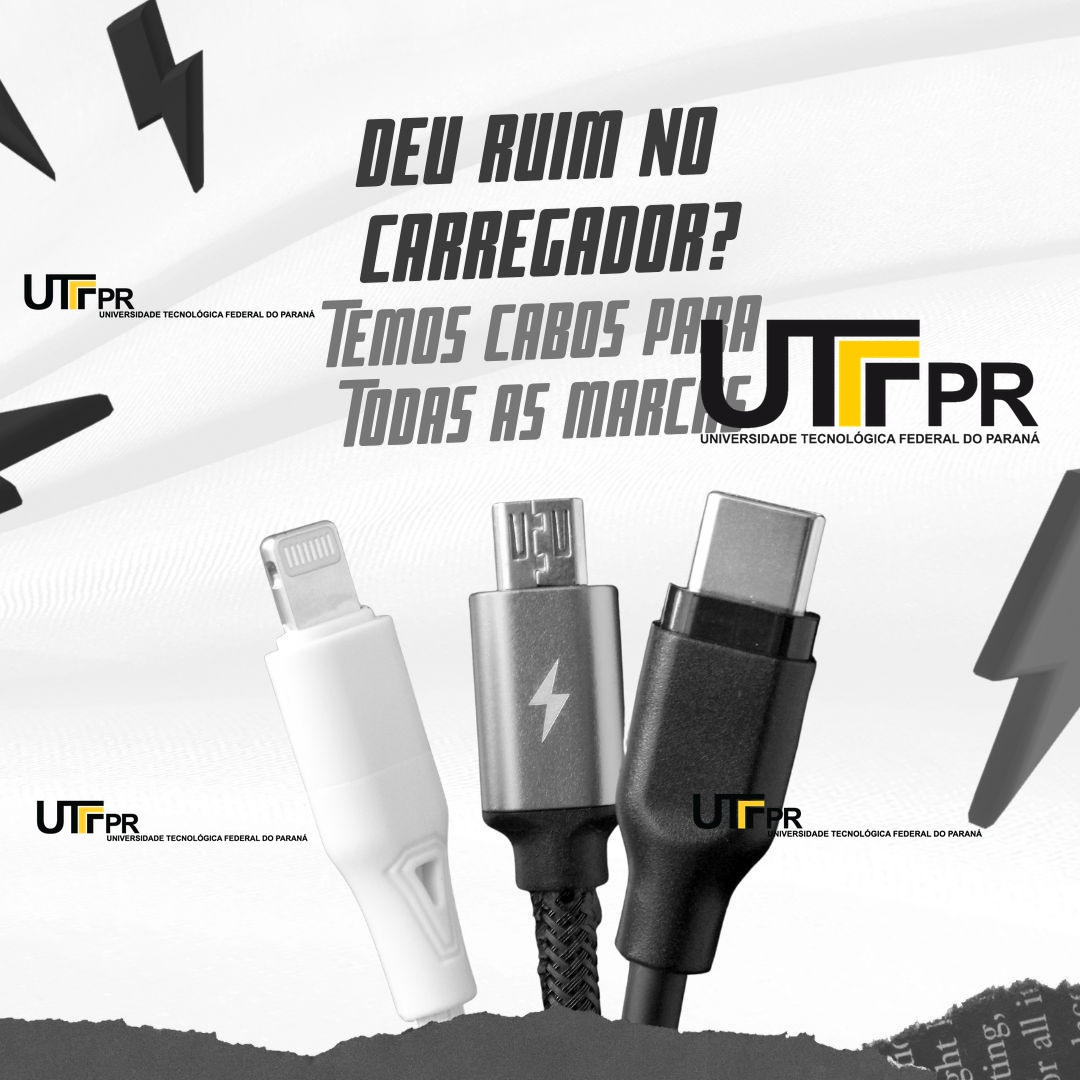 DEU RUIM NO
CARREGADOR?
TEMOS CABOS PARA
TODAS AS MARCAS
UTFPR
UNIVERSIDADE TECNOLÓGICA FEDERAL DO PARANÁ
UTFPR
UNIVERSIDADE TECNOLÓGICA FEDERAL DO PARANÁ
UTFPR
UNIVERSIDADE TECNOLÓGICA FEDERAL DO PARANÁ
UTFPR
UNIVERSIDADE TECNOLÓGICA FEDERAL DO PARANÁ